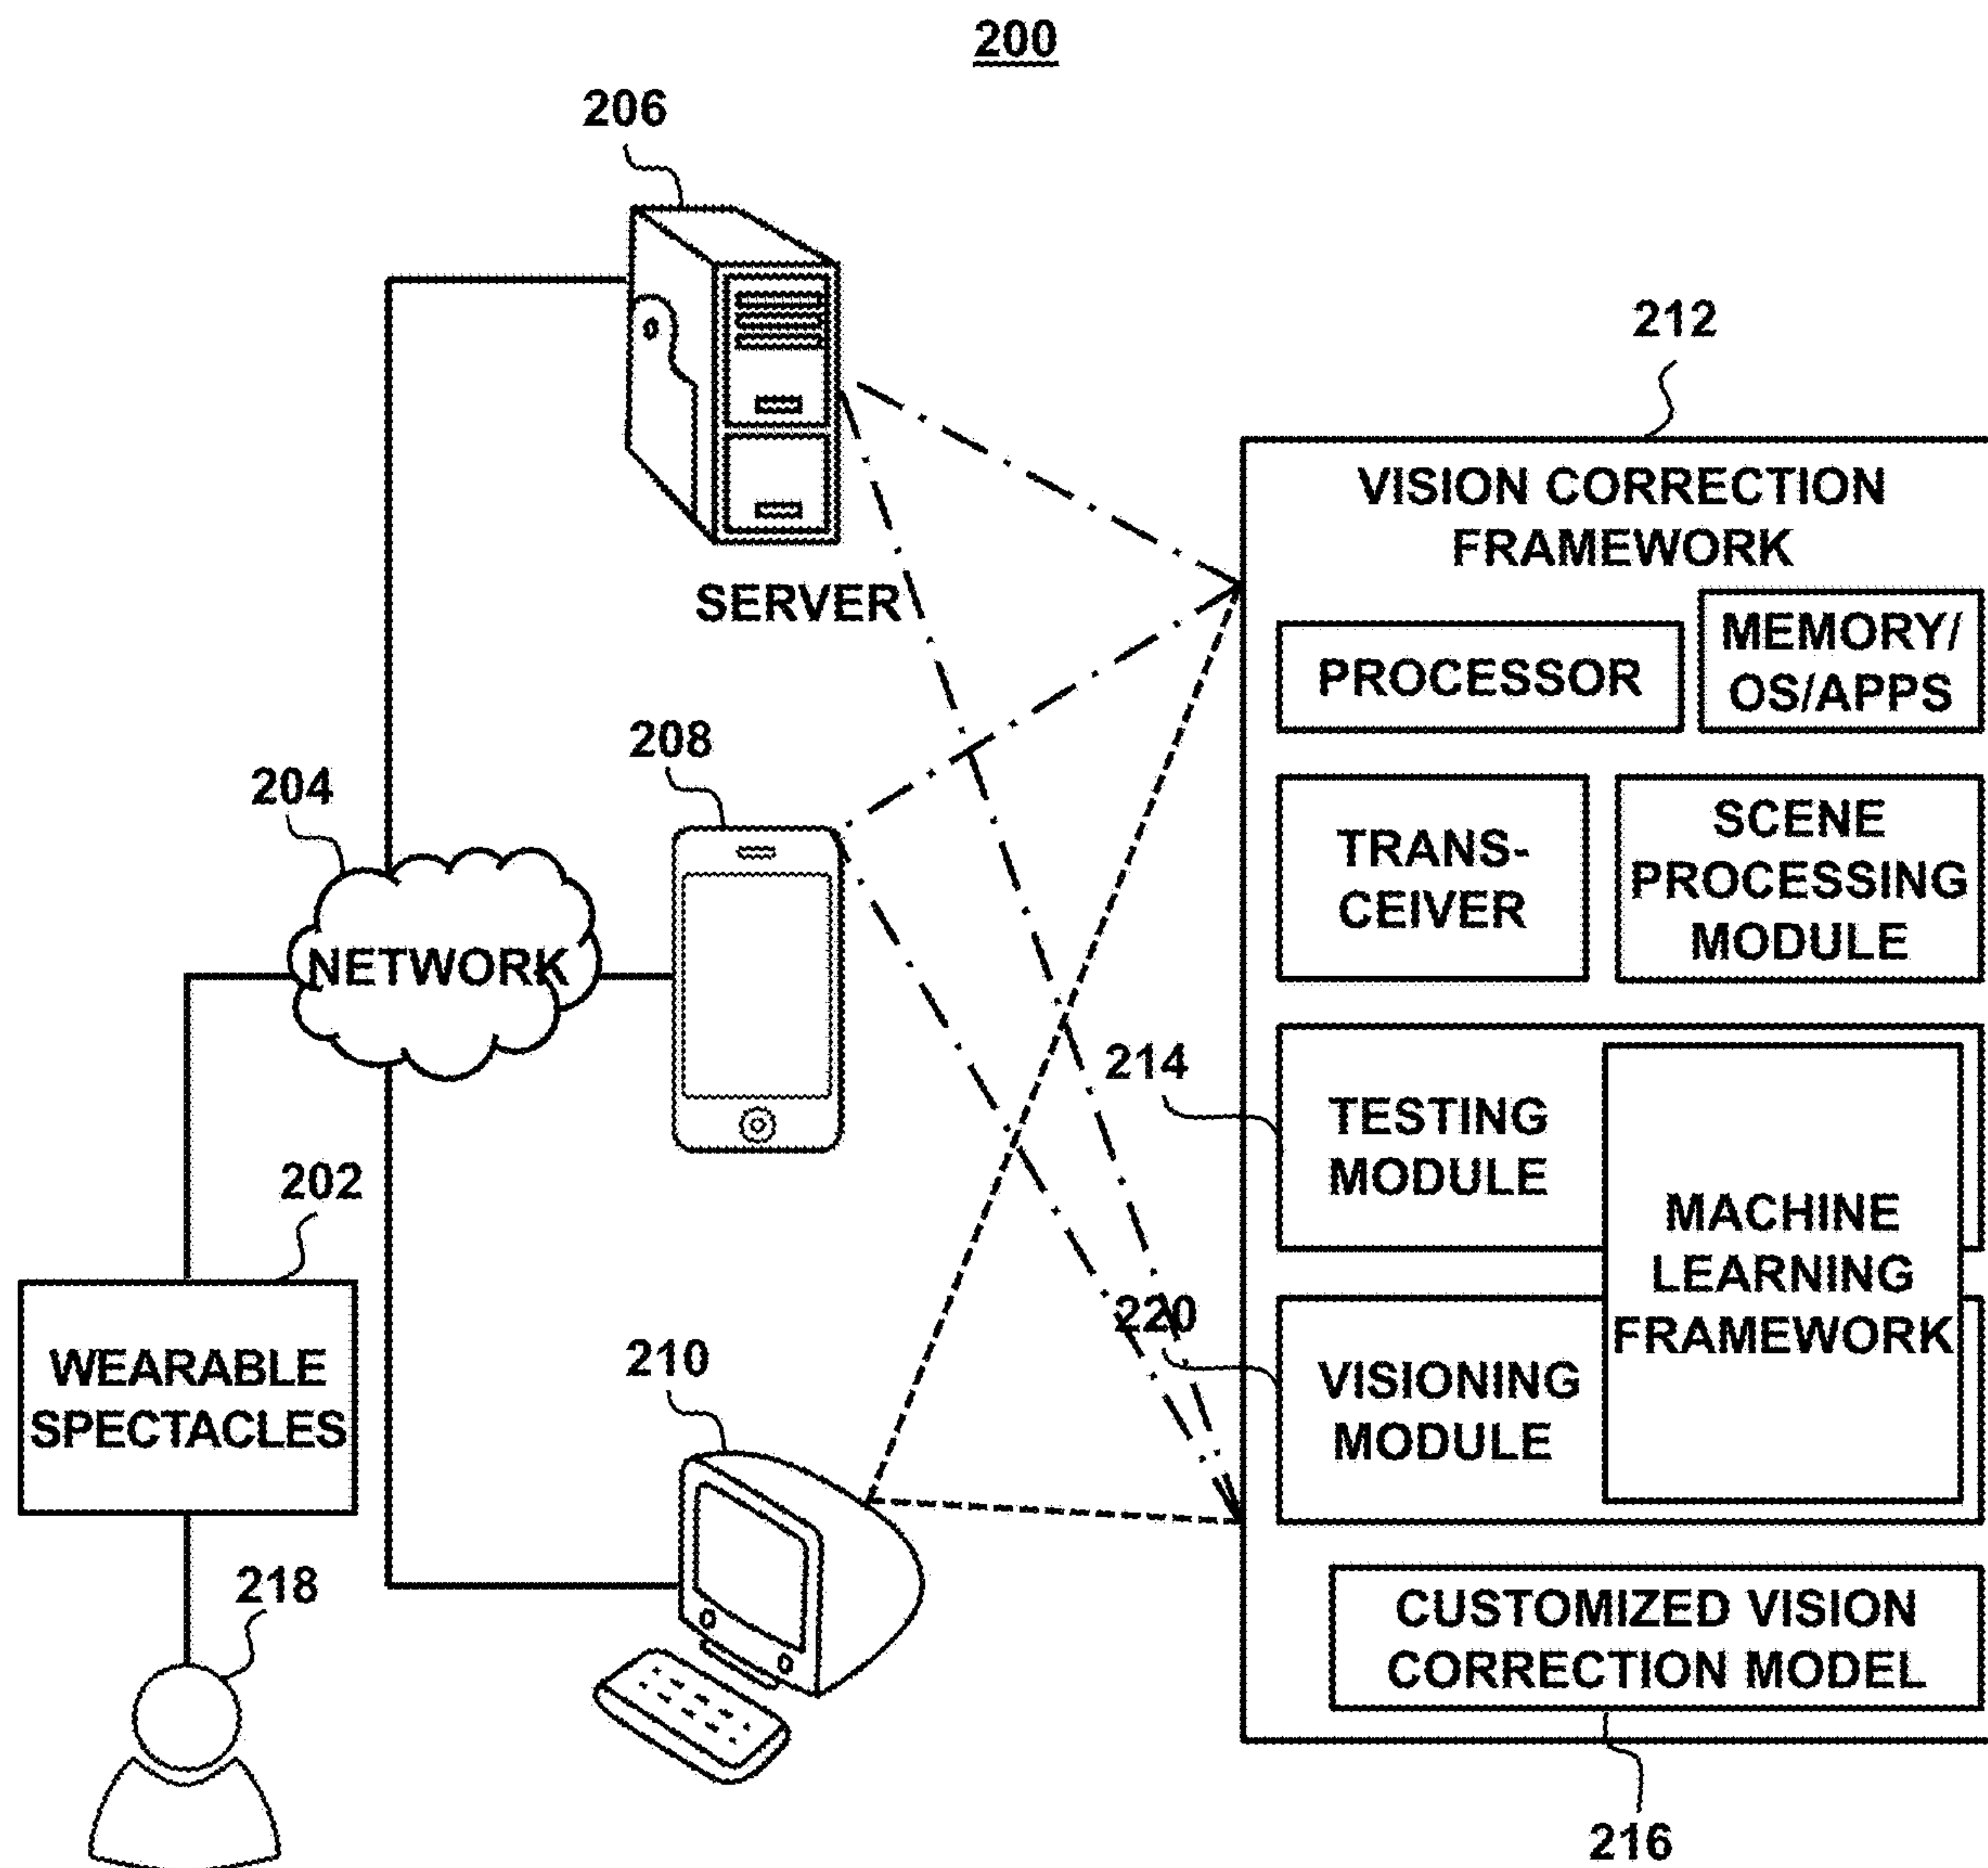 200
206
SERVER
212
VISION CORRECTION
FRAMEWORK
PROCESSOR
MEMORY/
OS/APPS
TRANS-
CEIVER
SCENE
PROCESSING
MODULE
204
NETWORK
208
214
TESTING
MODULE
MACHINE
LEARNING
FRAMEWORK
202
WEARABLE
SPECTACLES
210
220
VISIONING
MODULE
218
CUSTOMIZED VISION
CORRECTION MODEL
216